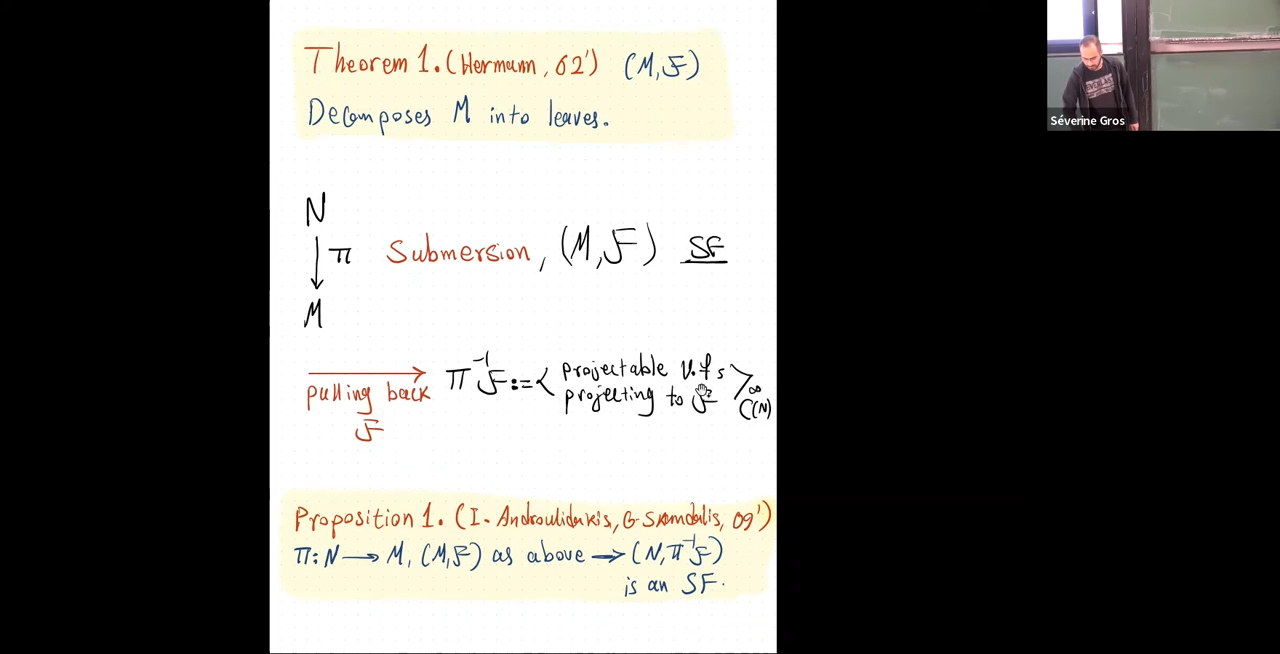 Theorem 1. (Hermann, 62') (M, F)
Decomposes M into leaves.
N
↓ π Submersion, (M, F) SF
M
π⁻¹F := < projectable v.f s
projecting to F >_C^∞(N)
pulling back
F
Proposition 1. (I. Androulidakis, G. Skandalis, 09')
π: N → M, (M, F) as above → (N, π⁻¹F)
is an SF.
Séverine Gros